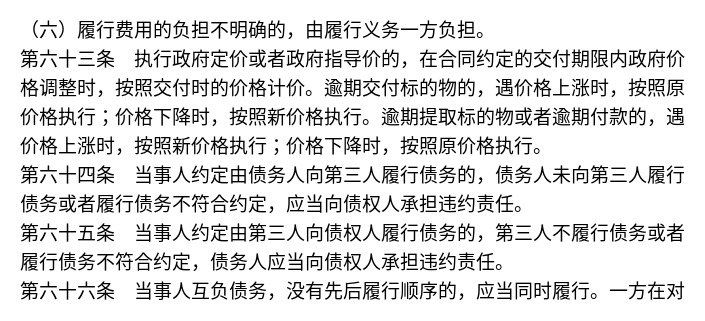 （六）履行费用的负担不明确的，由履行义务一方负担。
第六十三条　执行政府定价或者政府指导价的，在合同约定的交付期限内政府价
格调整时，按照交付时的价格计价。逾期交付标的物的，遇价格上涨时，按照原
价格执行；价格下降时，按照新价格执行。逾期提取标的物或者逾期付款的，遇
价格上涨时，按照新价格执行；价格下降时，按照原价格执行。
第六十四条　当事人约定由债务人向第三人履行债务的，债务人未向第三人履行
债务或者履行债务不符合约定，应当向债权人承担违约责任。
第六十五条　当事人约定由第三人向债权人履行债务的，第三人不履行债务或者
履行债务不符合约定，债务人应当向债权人承担违约责任。
第六十六条　当事人互负债务，没有先后履行顺序的，应当同时履行。一方在对